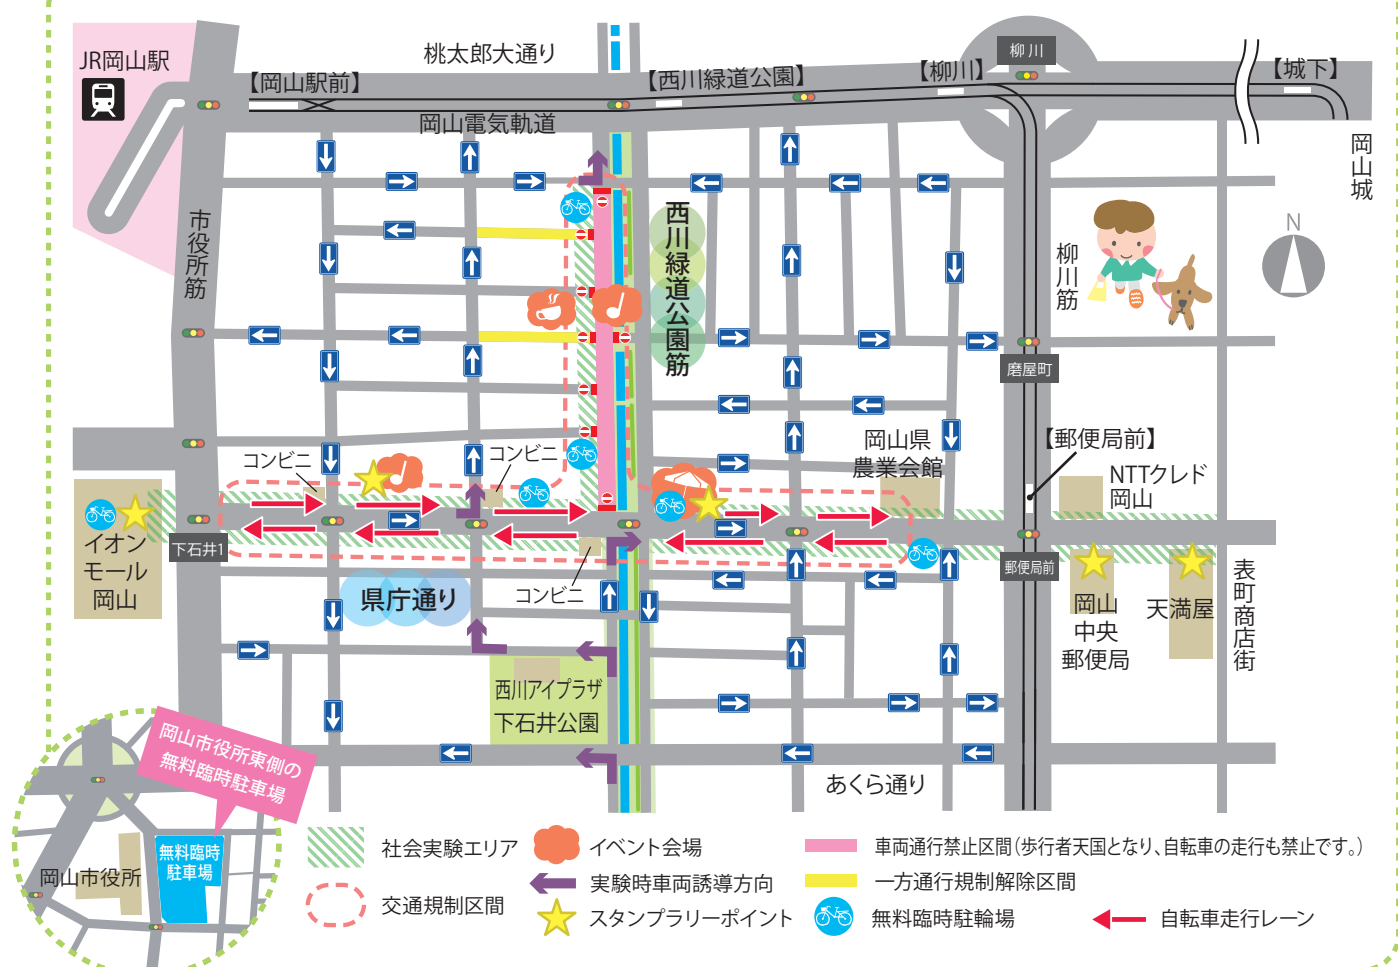 JR岡山駅
桃太郎大通り
柳川
【岡山駅前】
【西川緑道公園】
【柳川】
【城下】
岡山電気軌道
岡山城
市役所筋
西川緑道公園筋
柳川筋
N
磨屋町
コンビニ
コンビニ
岡山県
農業会館
【郵便局前】
NTTクレド
岡山
イオン
モール
岡山
下石井1
県庁通り
コンビニ
郵便局前
岡山
中央
郵便局
天満屋
表町商店街
西川アイプラザ
下石井公園
あくら通り
岡山市役所東側の
無料臨時駐車場
無料臨時
駐車場
岡山市役所
社会実験エリア
交通規制区間
イベント会場
実験時車両誘導方向
スタンプラリーポイント
車両通行禁止区間(歩行者天国となり、自転車の走行も禁止です。)
一方通行規制解除区間
無料臨時駐輪場
自転車走行レーン